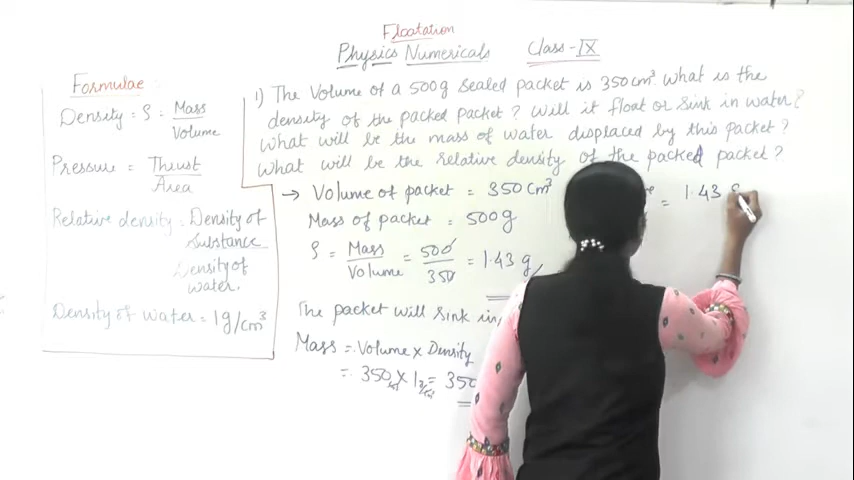 Floatation
Physics Numericals Class-IX
Formulae
Density = ρ = Mass
Volume
Pressure = Thrust
Area
Relative density = Density of
Substance
Density of
water.
Density of water = 1g/cm³
1) The Volume of a 500g sealed packet is 350cm³. What is the
density of the packed packet? Will it float or sink in water?
What will be the mass of water displaced by this packet?
What will be the relative density of the packed packet?
→ Volume of packet = 350cm³
Mass of packet = 500g
ρ = Mass = 500 = 1.43 g/
Volume 350
The packet will sink in
Mass = Volume × Density
= 350 × 1 = 350
= 1.43